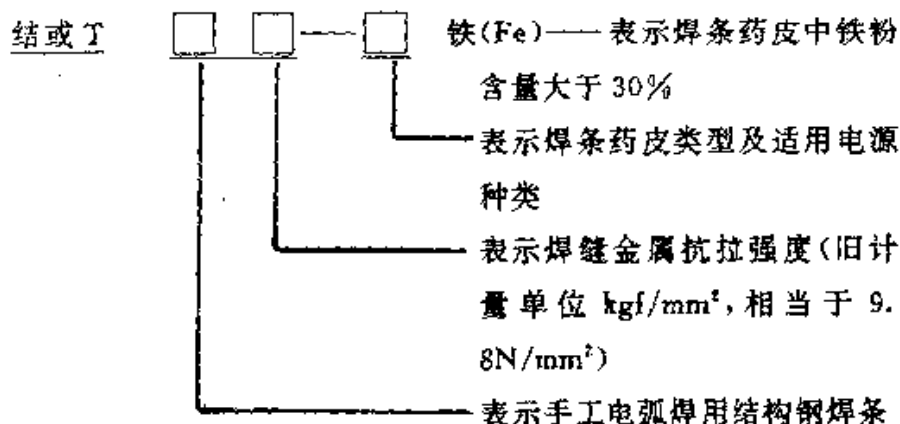 结或T □ □——□ 铁(Fe)—— 表示焊条药皮中铁粉
含量大于30%
表示焊条药皮类型及适用电源
种类
表示焊缝金属抗拉强度(旧计
量单位 kgf/mm²,相当于 9.
8N/mm²)
表示手工电弧焊用结构钢焊条